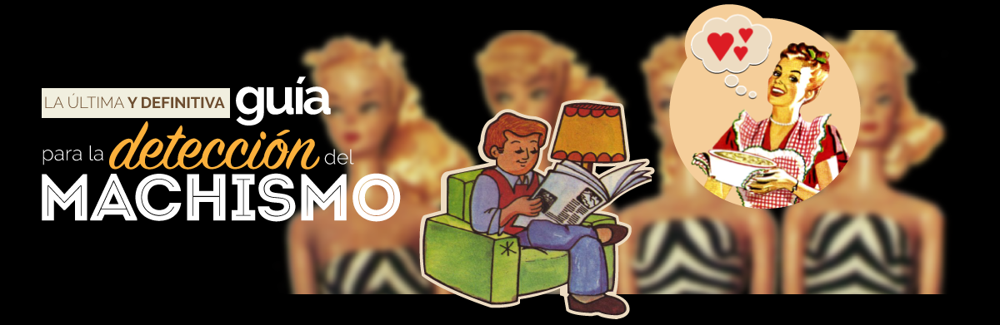 LA ÚLTIMA Y DEFINITIVA guía
para la detección del
MACHISMO